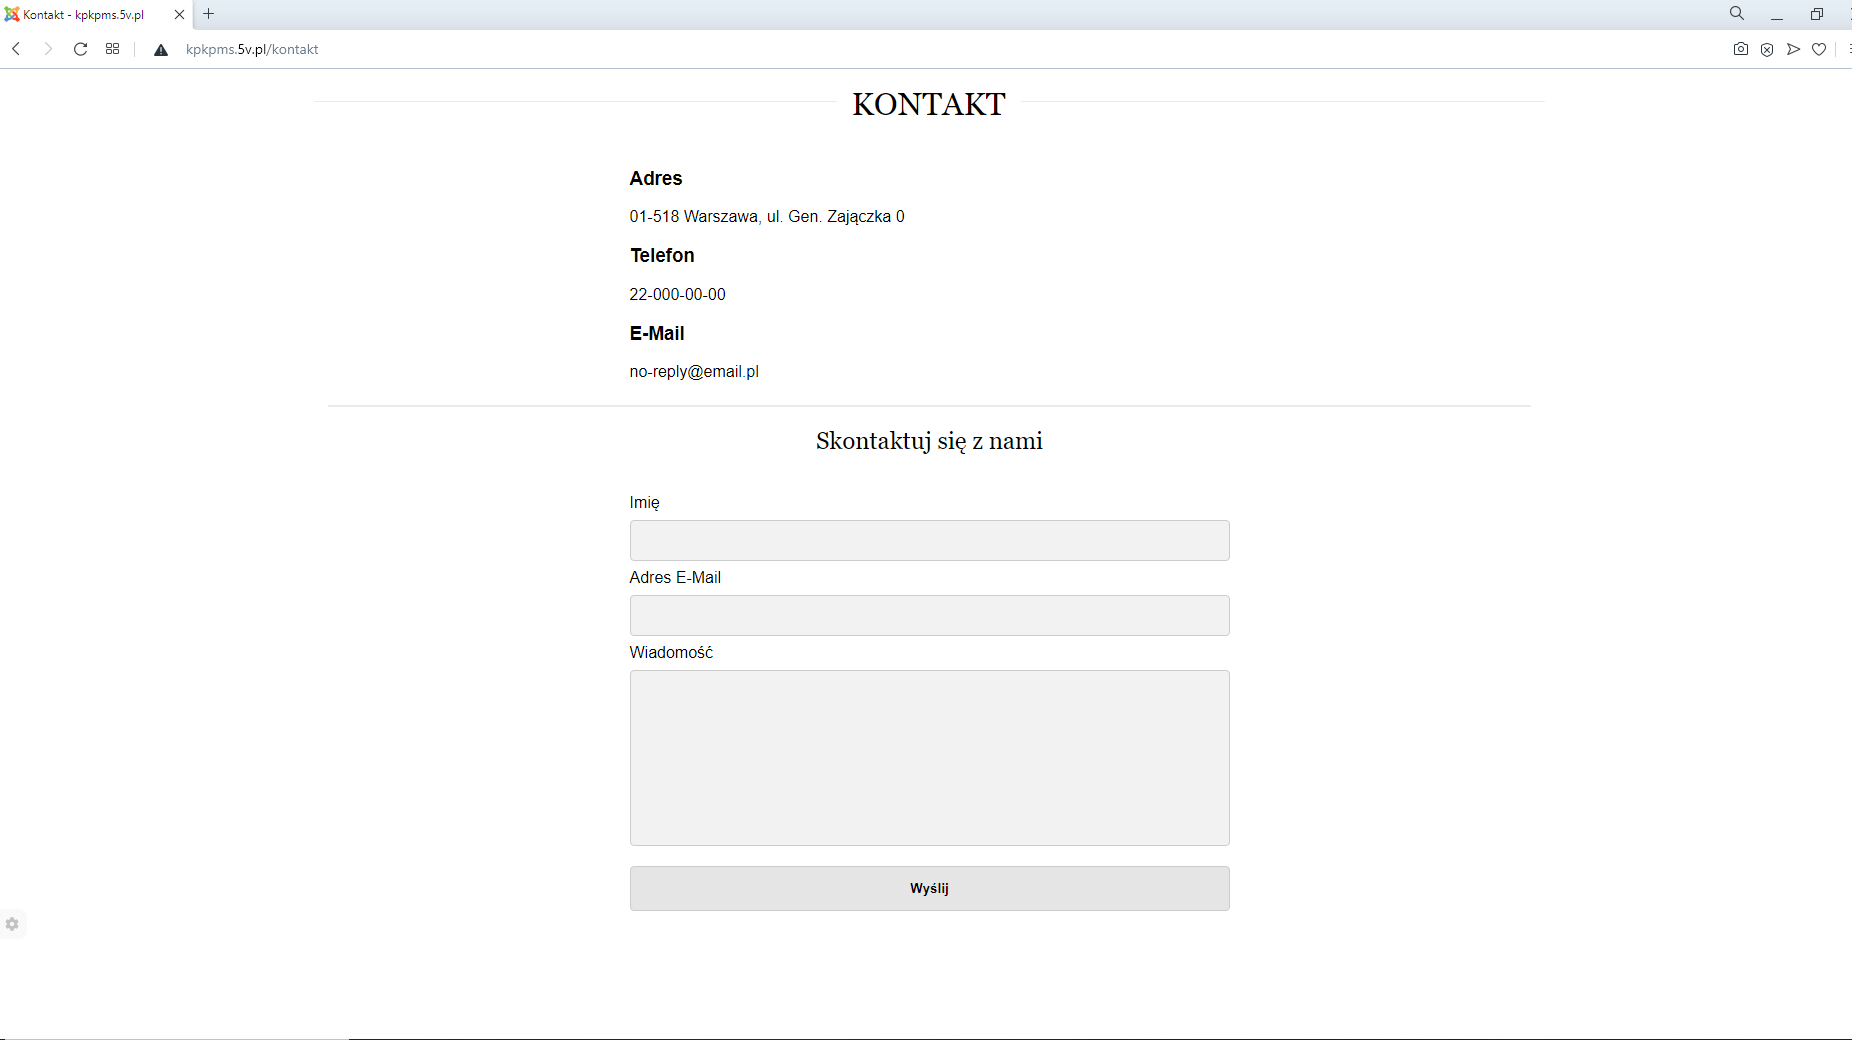 Kontakt - kpkpms.5v.pl
kpkpms.5v.pl/kontakt
KONTAKT
Adres
01-518 Warszawa, ul. Gen. Zajączka 0
Telefon
22-000-00-00
E-Mail
no-reply@email.pl
Skontaktuj się z nami
Imię
Adres E-Mail
Wiadomość
Wyślij